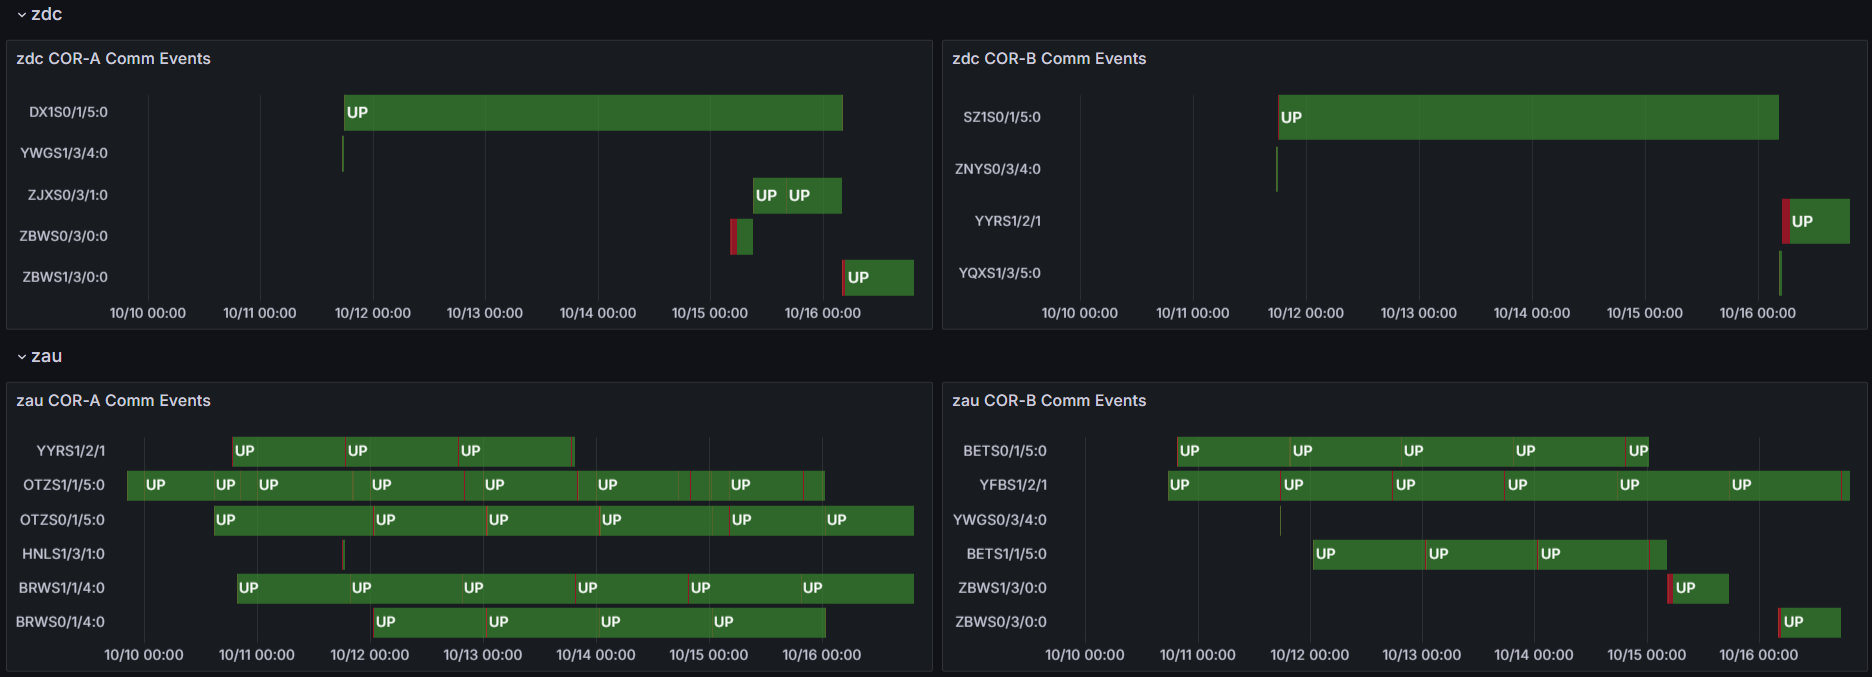 zdc
zdc COR-A Comm Events
DX1S0/1/5:0 UP
YWGS1/3/4:0
ZJXS0/3/1:0 UP UP
ZBWS0/3/0:0
ZBWS1/3/0:0 UP
10/10 00:00 10/11 00:00 10/12 00:00 10/13 00:00 10/14 00:00 10/15 00:00 10/16 00:00
zdc COR-B Comm Events
SZ1S0/1/5:0 UP
ZNYS0/3/4:0
YYRS1/2/1 UP
YQXS1/3/5:0
10/10 00:00 10/11 00:00 10/12 00:00 10/13 00:00 10/14 00:00 10/15 00:00 10/16 00:00
zau
zau COR-A Comm Events
YYRS1/2/1 UP UP UP
OTZS1/1/5:0 UP UP UP UP UP UP UP
OTZS0/1/5:0 UP UP UP UP UP UP
HNLS1/3/1:0
BRWS1/1/4:0 UP UP UP UP UP UP
BRWS0/1/4:0 UP UP UP UP
10/10 00:00 10/11 00:00 10/12 00:00 10/13 00:00 10/14 00:00 10/15 00:00 10/16 00:00
zau COR-B Comm Events
BETS0/1/5:0 UP UP UP UP UP
YFBS1/2/1 UP UP UP UP UP UP
YWGS0/3/4:0
BETS1/1/5:0 UP UP UP
ZBWS1/3/0:0 UP
ZBWS0/3/0:0 UP
10/10 00:00 10/11 00:00 10/12 00:00 10/13 00:00 10/14 00:00 10/15 00:00 10/16 00:00